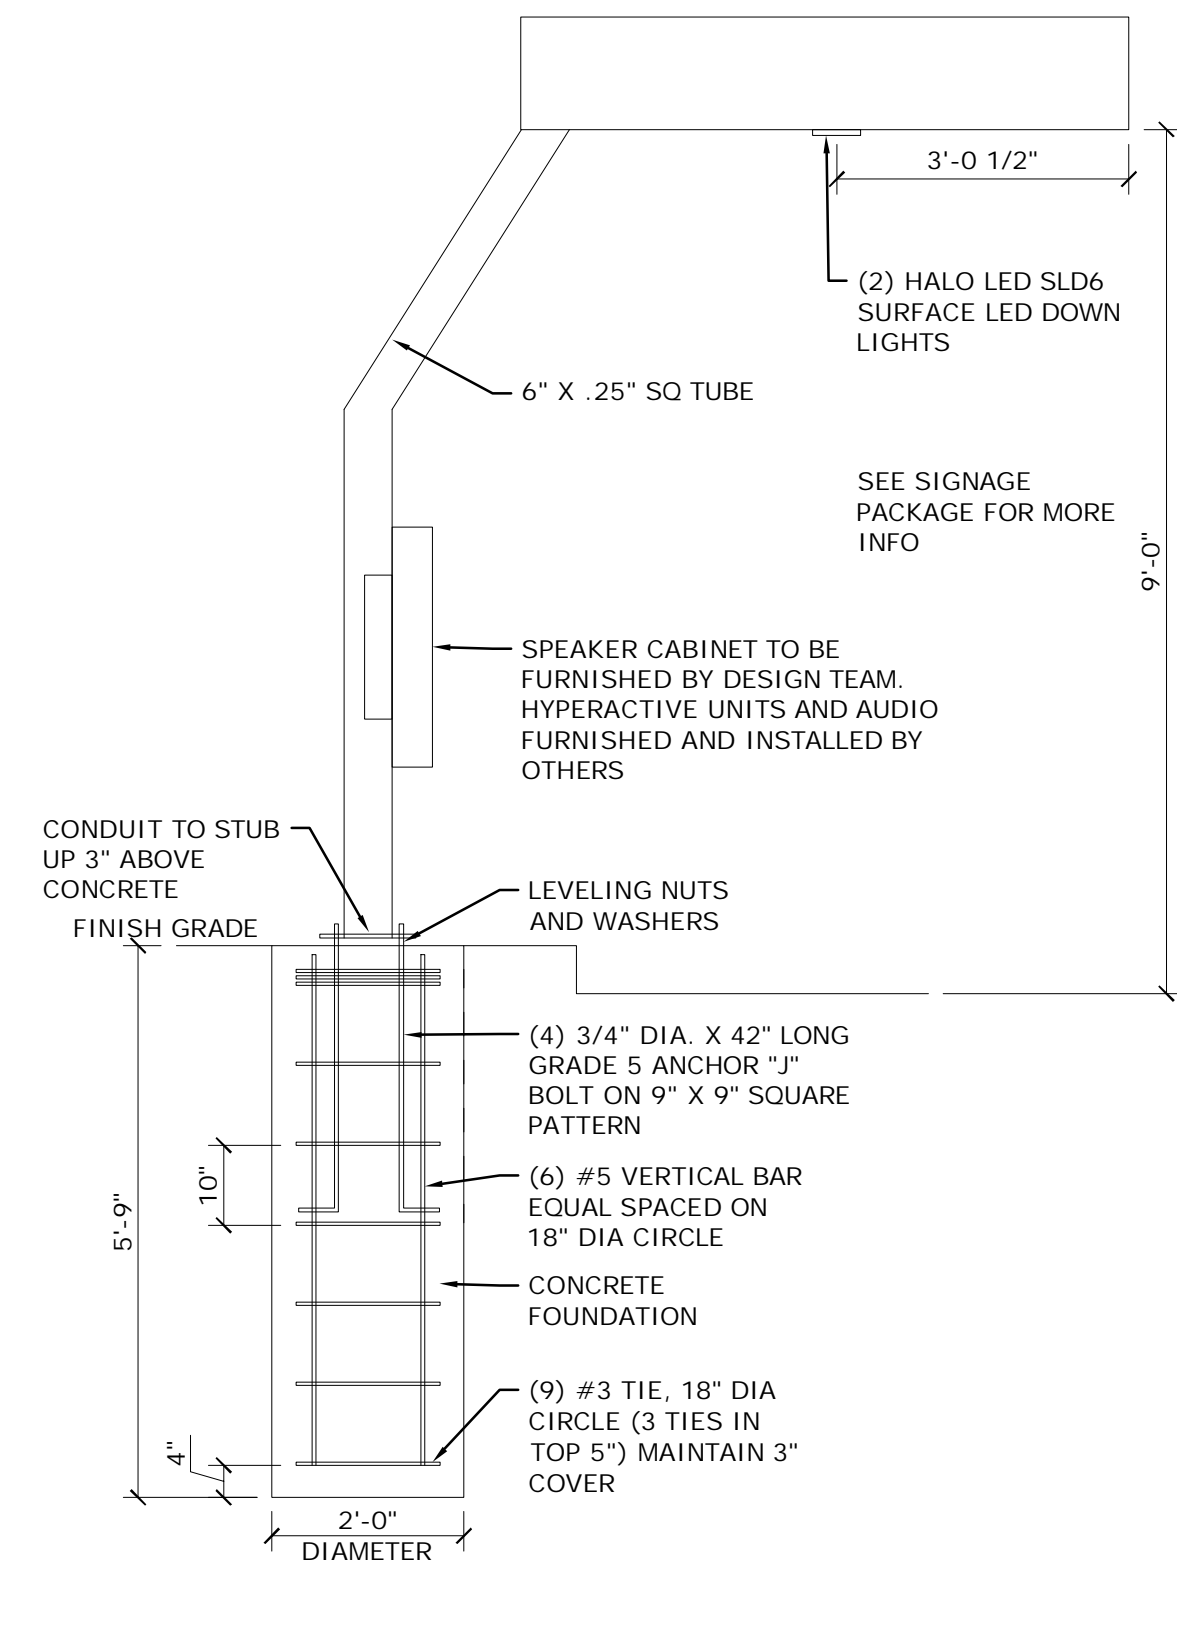 3'-0 1/2"
(2) HALO LED SLD6
SURFACE LED DOWN
LIGHTS
6" X .25" SQ TUBE
SEE SIGNAGE
PACKAGE FOR MORE
INFO
9'-0"
SPEAKER CABINET TO BE
FURNISHED BY DESIGN TEAM.
HYPERACTIVE UNITS AND AUDIO
FURNISHED AND INSTALLED BY
OTHERS
CONDUIT TO STUB
UP 3" ABOVE
CONCRETE
FINISH GRADE
LEVELING NUTS
AND WASHERS
(4) 3/4" DIA. X 42" LONG
GRADE 5 ANCHOR "J"
BOLT ON 9" X 9" SQUARE
PATTERN
10"
5'-9"
(6) #5 VERTICAL BAR
EQUAL SPACED ON
18" DIA CIRCLE
CONCRETE
FOUNDATION
(9) #3 TIE, 18" DIA
CIRCLE (3 TIES IN
TOP 5") MAINTAIN 3"
COVER
4"
2'-0"
DIAMETER